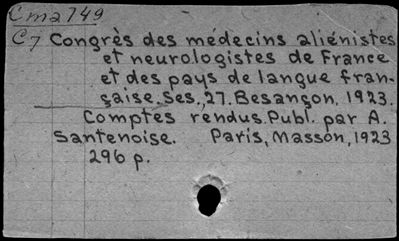 Cm2749
C7 Congrès des médecins aliénistes
et neurologistes de France
et des pays de langue fran-
çaise. Ses. 27. Besançon, 1923.
Comptes rendus. Publ. par A.
Santenoise. Paris, Masson, 1923
296 p.